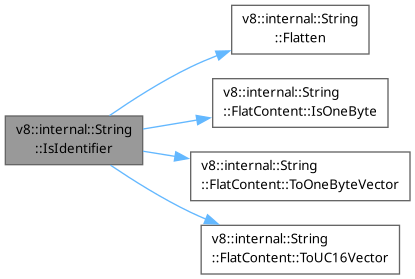 v8::internal::String
::Flatten
v8::internal::String
::FlatContent::IsOneByte
v8::internal::String
::IsIdentifier
v8::internal::String
::FlatContent::ToOneByteVector
v8::internal::String
::FlatContent::ToUC16Vector